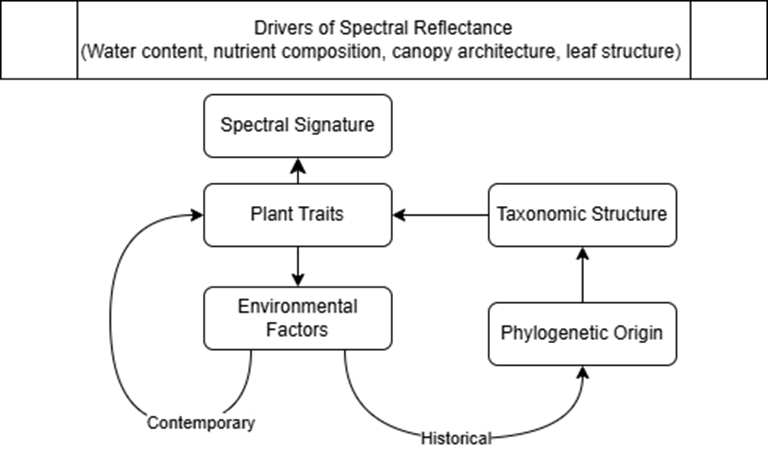 Drivers of Spectral Reflectance
(Water content, nutrient composition, canopy architecture, leaf structure)
Spectral Signature
Plant Traits
Taxonomic Structure
Environmental
Factors
Phylogenetic Origin
Contemporary
Historical